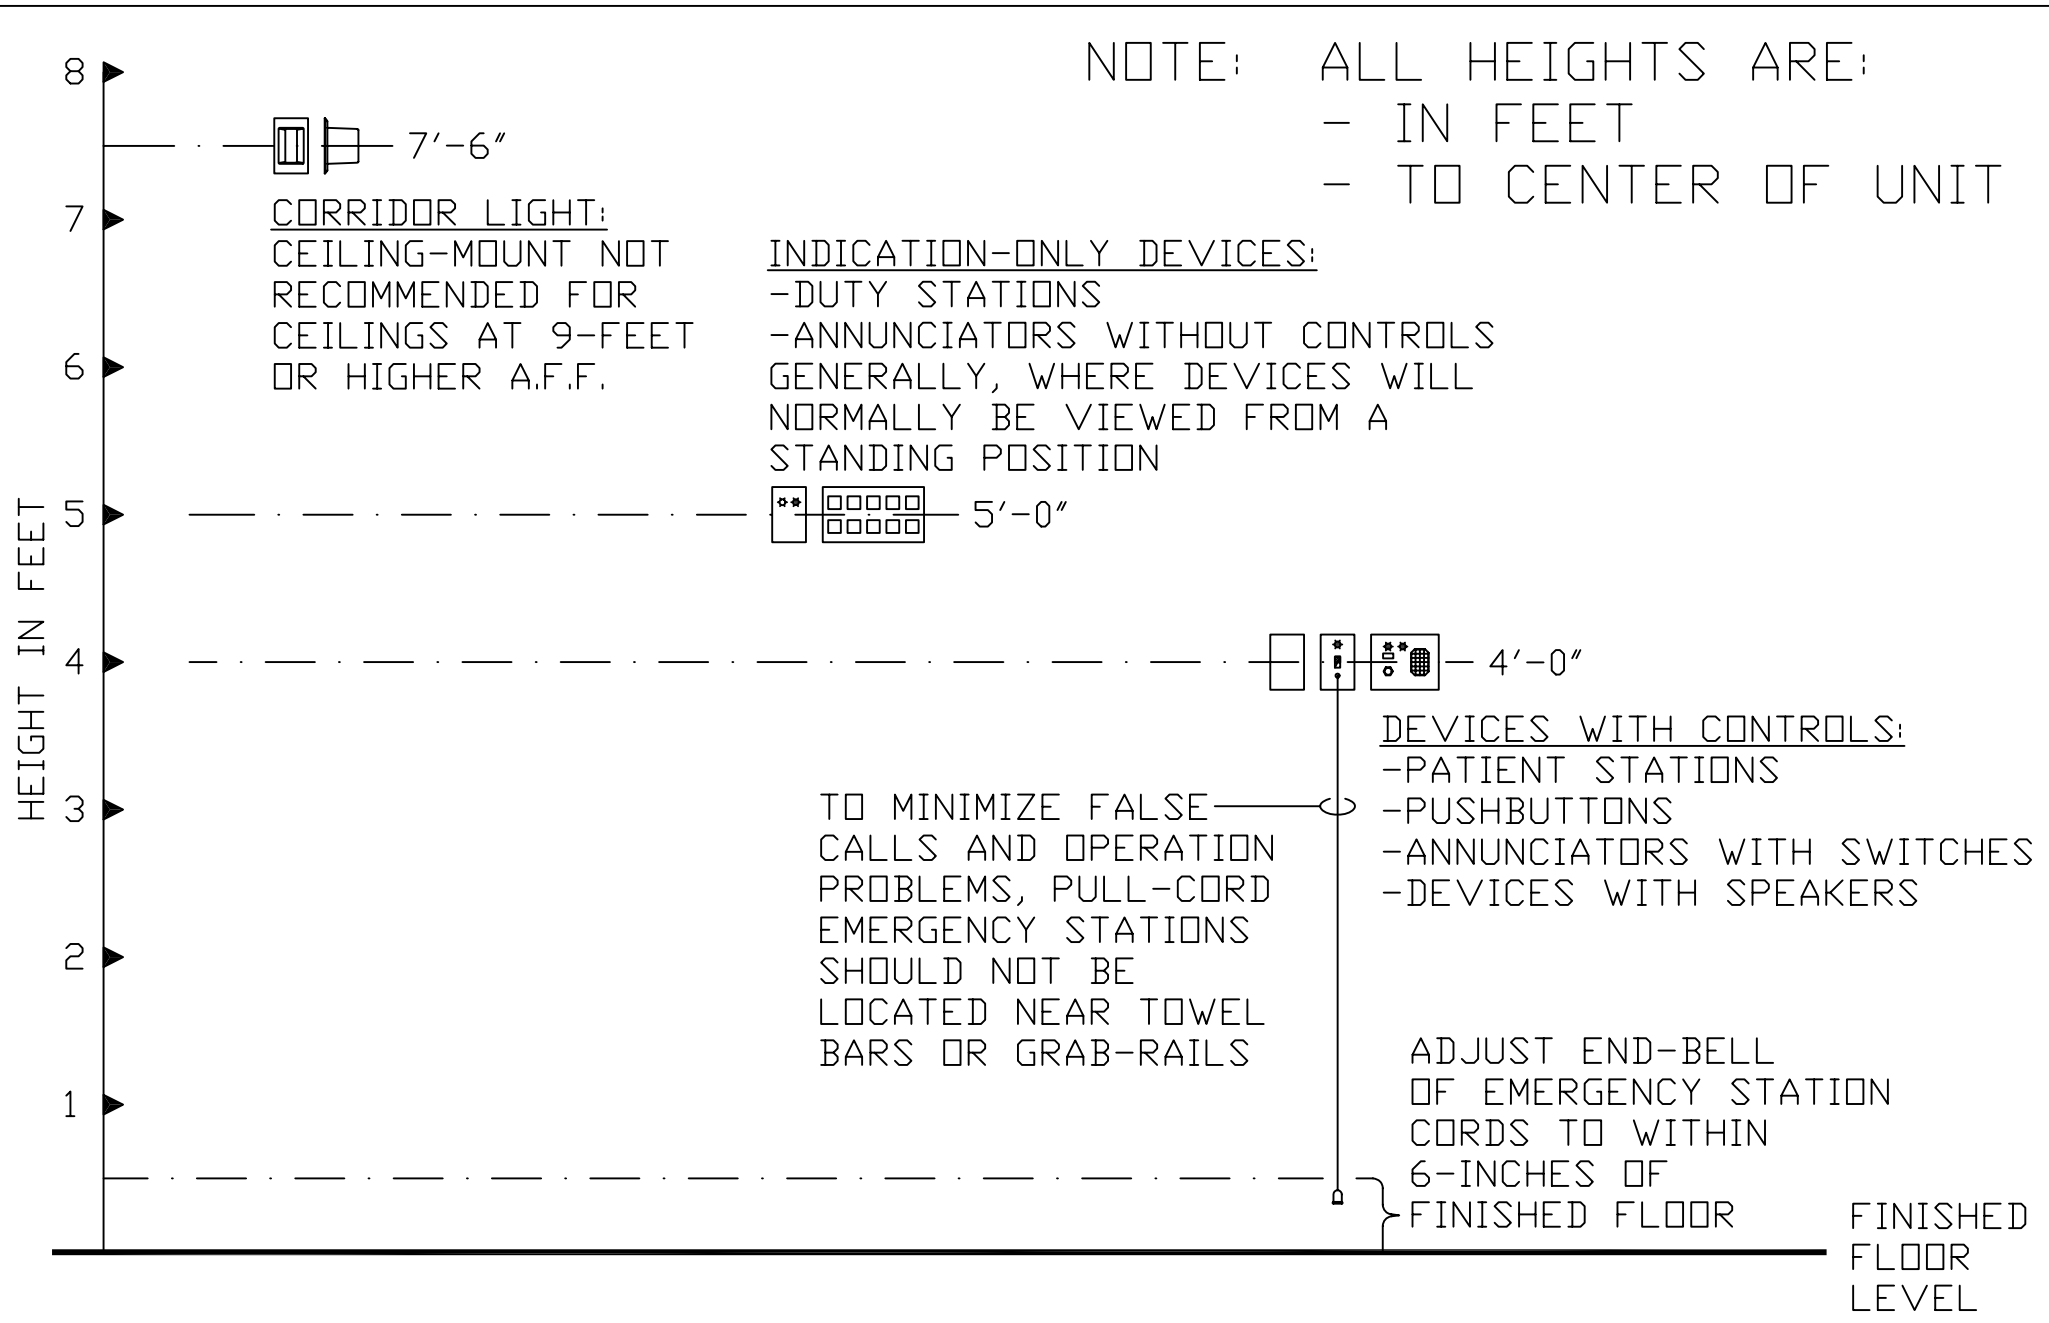 NOTE: ALL HEIGHTS ARE:
- IN FEET
- TO CENTER OF UNIT
8
7'-6"
7
CORRIDOR LIGHT:
CEILING-MOUNT NOT
RECOMMENDED FOR
CEILINGS AT 9-FEET
OR HIGHER A.F.F.
INDICATION-ONLY DEVICES:
-DUTY STATIONS
-ANNUNCIATORS WITHOUT CONTROLS
GENERALLY, WHERE DEVICES WILL
NORMALLY BE VIEWED FROM A
STANDING POSITION
6
5
5'-0"
HEIGHT IN FEET
4
4'-0"
DEVICES WITH CONTROLS:
-PATIENT STATIONS
-PUSHBUTTONS
-ANNUNCIATORS WITH SWITCHES
-DEVICES WITH SPEAKERS
3
TO MINIMIZE FALSE
CALLS AND OPERATION
PROBLEMS, PULL-CORD
EMERGENCY STATIONS
SHOULD NOT BE
LOCATED NEAR TOWEL
BARS OR GRAB-RAILS
2
1
ADJUST END-BELL
OF EMERGENCY STATION
CORDS TO WITHIN
6-INCHES OF
FINISHED FLOOR
FINISHED
FLOOR
LEVEL